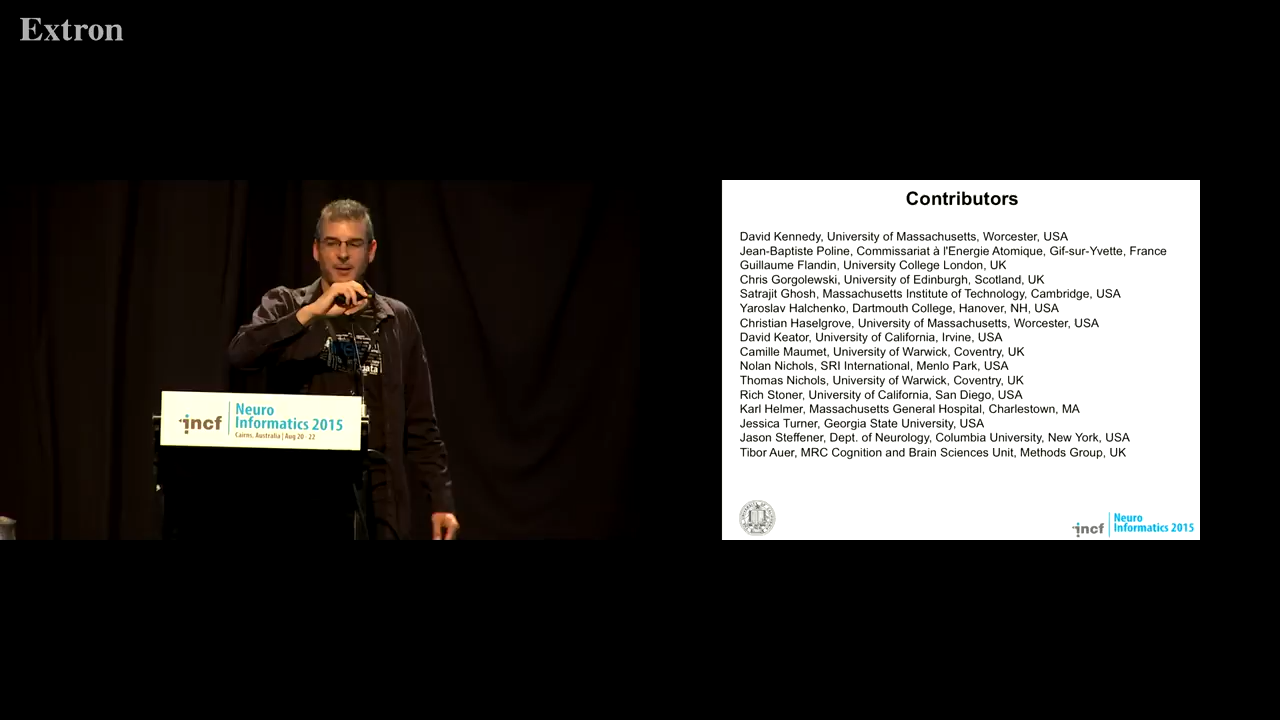 Extron
incf
Neuro
Informatics 2015
Cairns, Australia | Aug 20 - 22
Contributors
David Kennedy, University of Massachusetts, Worcester, USA
Jean-Baptiste Poline, Commissariat à l'Energie Atomique, Gif-sur-Yvette, France
Guillaume Flandin, University College London, UK
Chris Gorgolewski, University of Edinburgh, Scotland, UK
Satrajit Ghosh, Massachusetts Institute of Technology, Cambridge, USA
Yaroslav Halchenko, Dartmouth College, Hanover, NH, USA
Christian Haselgrove, University of Massachusetts, Worcester, USA
David Keator, University of California, Irvine, USA
Camille Maumet, University of Warwick, Coventry, UK
Nolan Nichols, SRI International, Menlo Park, USA
Thomas Nichols, University of Warwick, Coventry, UK
Rich Stoner, University of California, San Diego, USA
Karl Helmer, Massachusetts General Hospital, Charlestown, MA
Jessica Turner, Georgia State University, USA
Jason Steffener, Dept. of Neurology, Columbia University, New York, USA
Tibor Auer, MRC Cognition and Brain Sciences Unit, Methods Group, UK
incf
Neuro
Informatics 2015